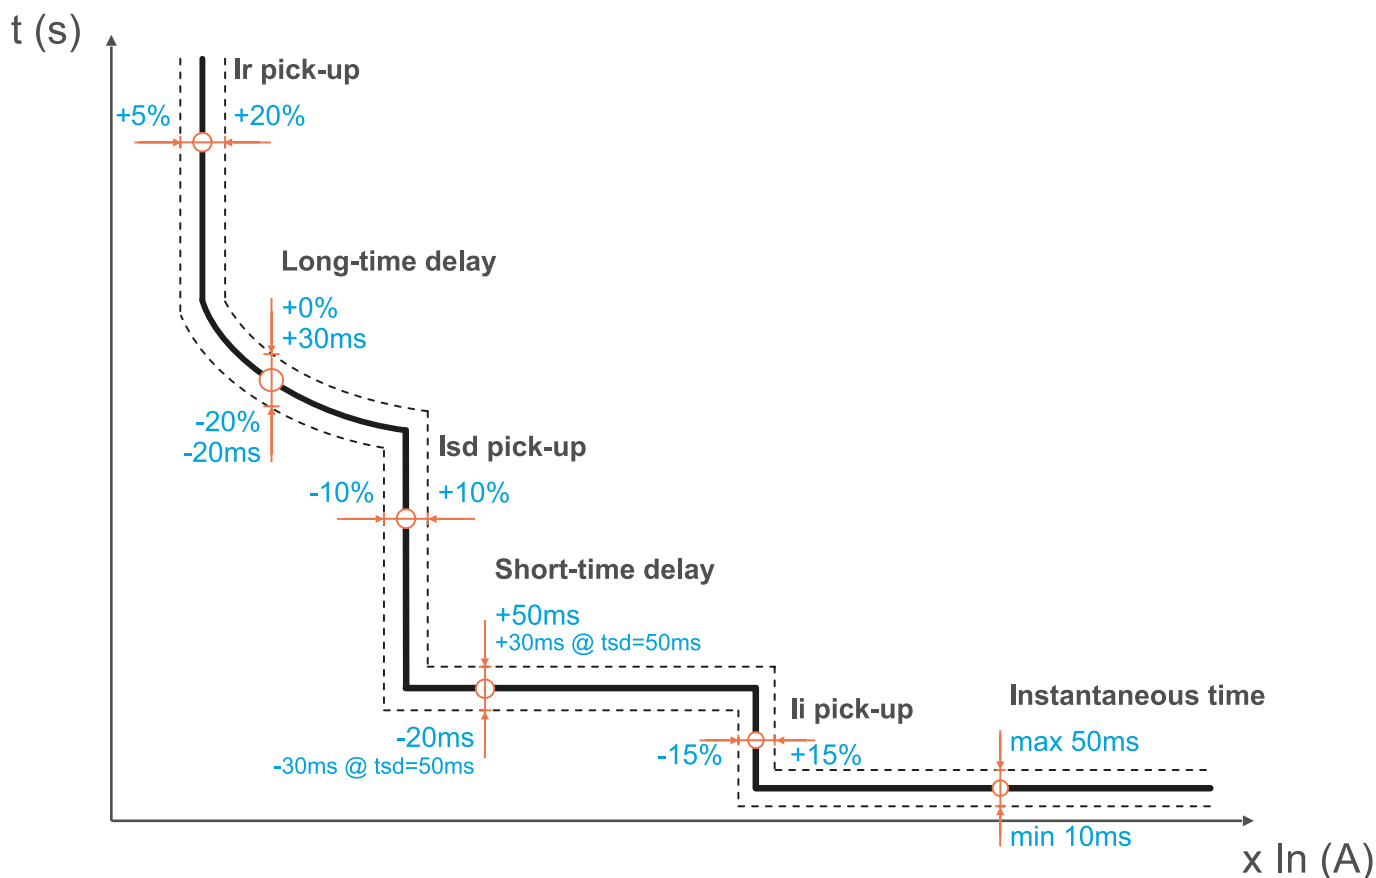 t (s)
Ir pick-up
+5%
+20%
Long-time delay
+0%
+30ms
-20%
-20ms
Isd pick-up
-10%
+10%
Short-time delay
+50ms
+30ms @ tsd=50ms
-20ms
-30ms @ tsd=50ms
Ii pick-up
-15%
+15%
Instantaneous time
max 50ms
min 10ms
x In (A)